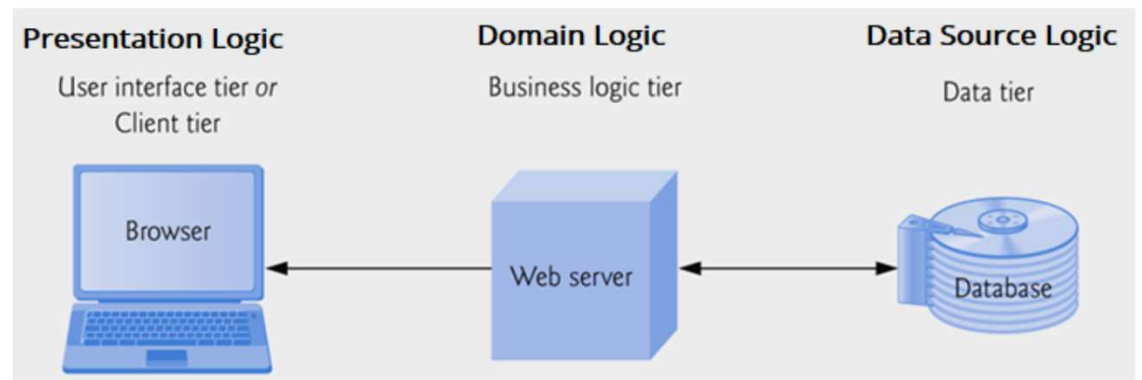 Presentation Logic
User interface tier or
Client tier
Browser
Domain Logic
Business logic tier
Web server
Data Source Logic
Data tier
Database